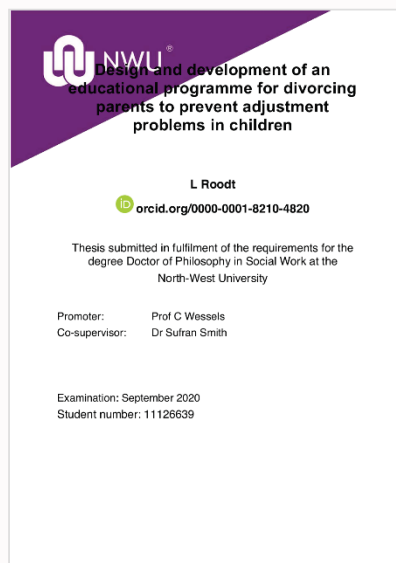 NWU ®
Design and development of an
educational programme for divorcing
parents to prevent adjustment
problems in children
L Roodt
iD orcid.org/0000-0001-8210-4820
Thesis submitted in fulfilment of the requirements for the
degree Doctor of Philosophy in Social Work at the
North-West University
Promoter: Prof C Wessels
Co-supervisor: Dr Sufran Smith
Examination: September 2020
Student number: 11126639